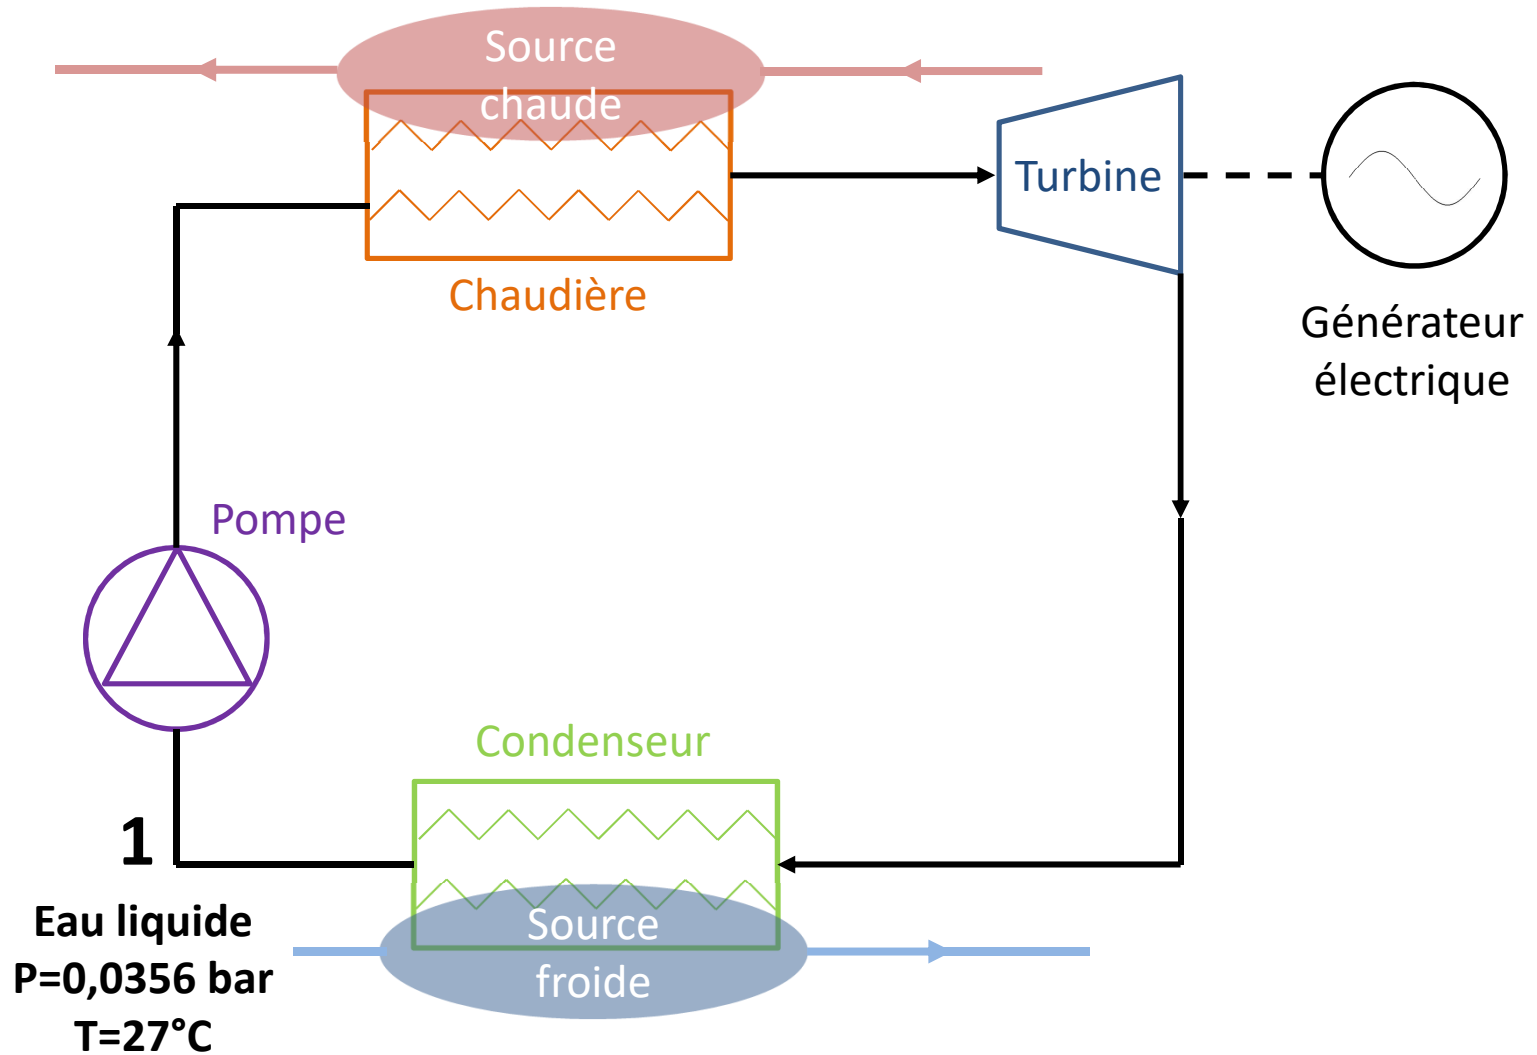 Source
chaude
Turbine
Chaudière
Générateur
électrique
Pompe
Condenseur
1
Eau liquide
P=0,0356 bar
T=27°C
Source
froide